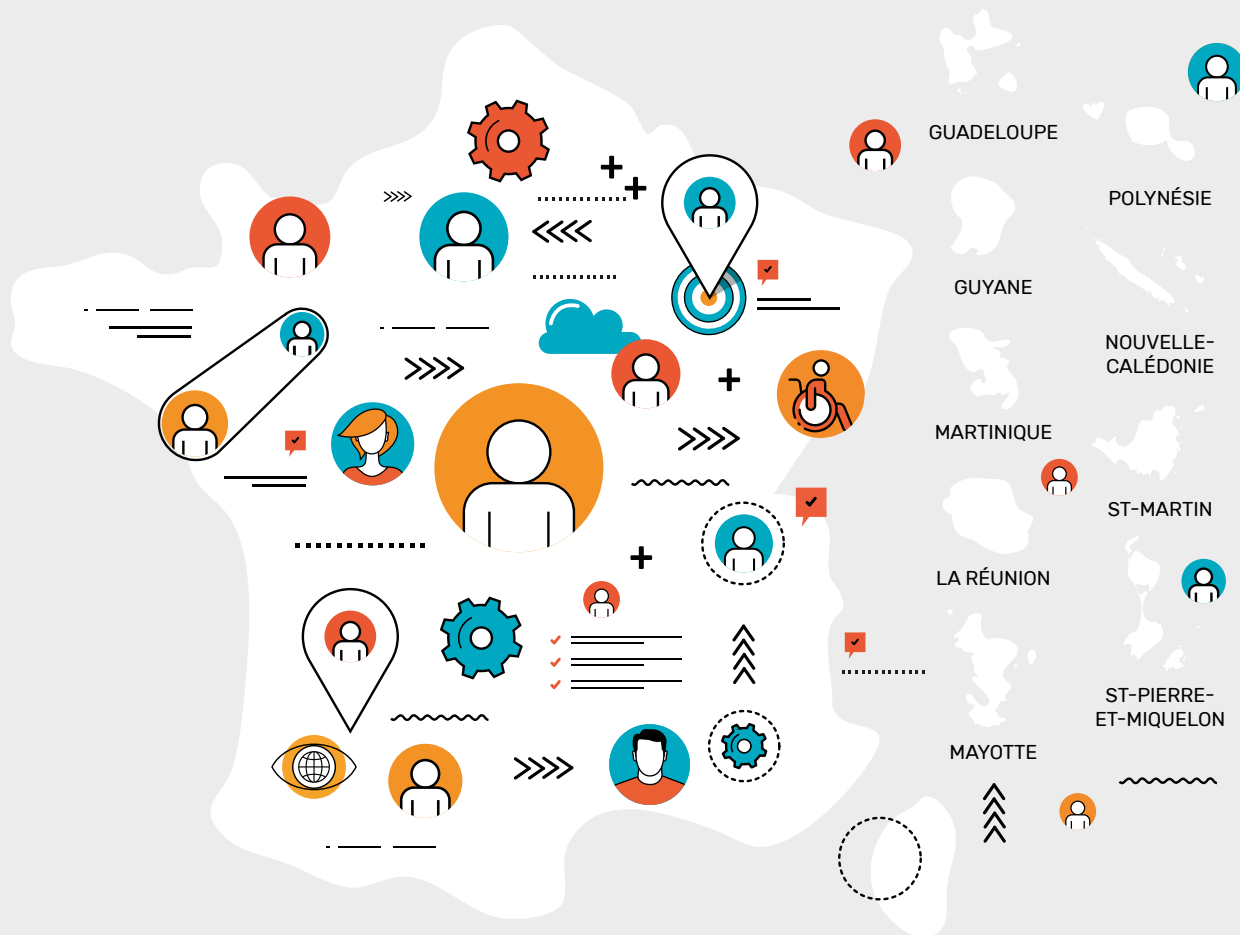 GUADELOUPE
POLYNÉSIE
GUYANE
NOUVELLE-
CALÉDONIE
MARTINIQUE
ST-MARTIN
LA RÉUNION
ST-PIERRE-
ET-MIQUELON
MAYOTTE